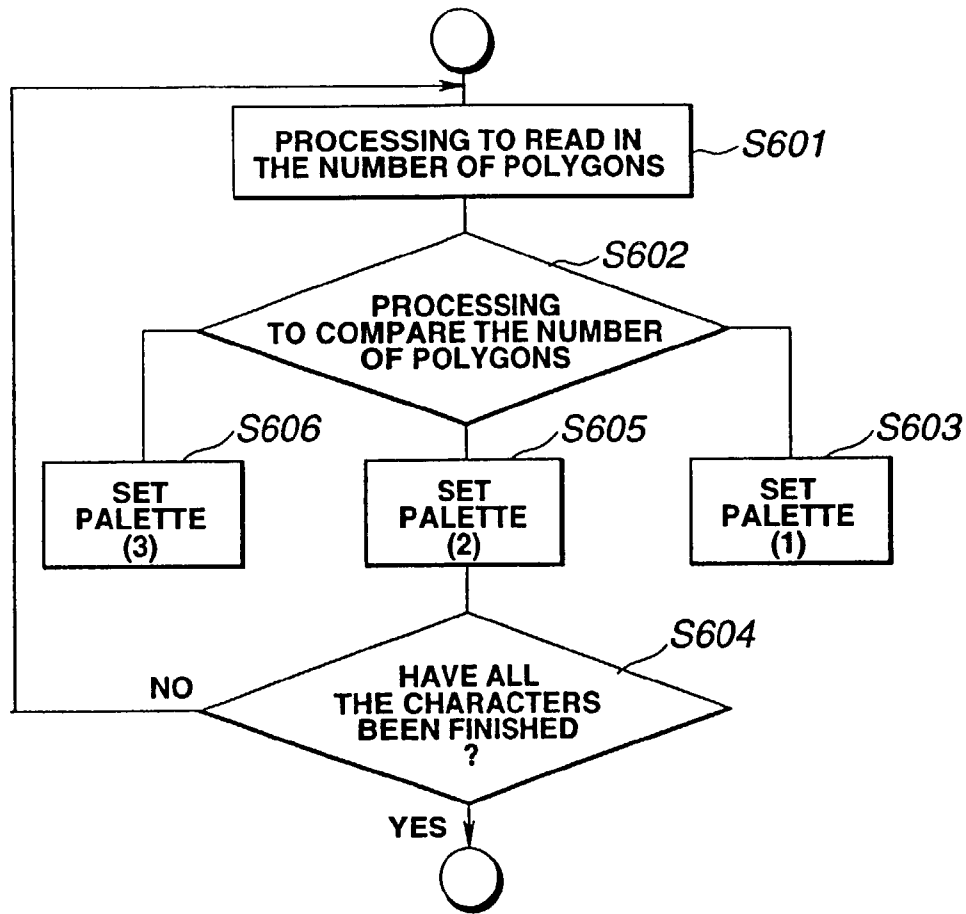 PROCESSING TO READ IN
THE NUMBER OF POLYGONS
S601
S602
PROCESSING
TO COMPARE THE NUMBER
OF POLYGONS
S606
SET
PALETTE
(3)
S605
SET
PALETTE
(2)
S603
SET
PALETTE
(1)
S604
NO
HAVE ALL
THE CHARACTERS
BEEN FINISHED
?
YES